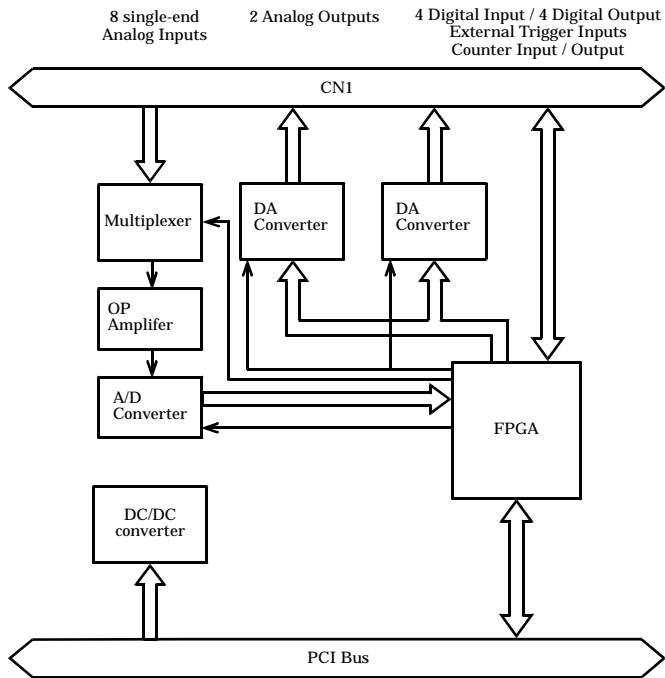 8 single-end
Analog Inputs
2 Analog Outputs
4 Digital Input / 4 Digital Output
External Trigger Inputs
Counter Input / Output
CN1
Multiplexer
DA
Converter
DA
Converter
OP
Amplifer
A/D
Converter
FPGA
DC/DC
converter
PCI Bus